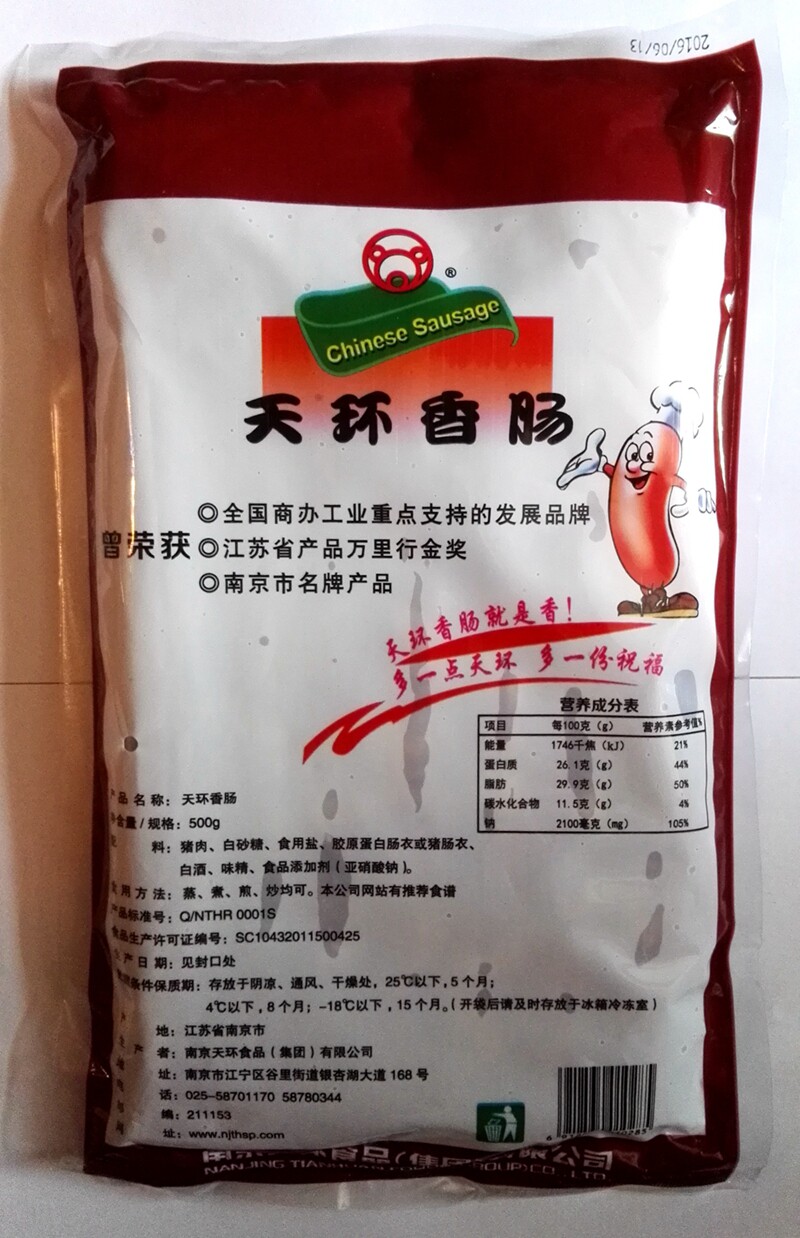 2016/06/13
®
Chinese Sausage
天环香肠
曾荣获
◎全国商办工业重点支持的发展品牌
◎江苏省产品万里行金奖
◎南京市名牌产品
天环香肠就是香！
多一点天环 多一份祝福
营养成分表
项目 每100克（g） 营养素参考值%
能量 1746千焦（kJ） 21%
蛋白质 26.1克（g） 44%
脂肪 29.9克（g） 50%
碳水化合物 11.5克（g） 4%
钠 2100毫克（mg） 105%
产品名称：天环香肠
含量/规格：500g
料：猪肉、白砂糖、食用盐、胶原蛋白肠衣或猪肠衣、
白酒、味精、食品添加剂（亚硝酸钠）。
食用方法：蒸、煮、煎、炒均可。本公司网站有推荐食谱
产品标准号：Q/NTHR 0001S
食品生产许可证编号：SC10432011500425
生产日期：见封口处
条件保质期：存放于阴凉、通风、干燥处，25℃以下，5个月；
4℃以下，8个月；-18℃以下，15个月。（开袋后请及时存放于冰箱冷冻室）
产地：江苏省南京市
生产者：南京天环食品（集团）有限公司
址：南京市江宁区谷里街道银杏湖大道168号
话：025-58701170 58780344
编：211153
址：www.njthsp.com